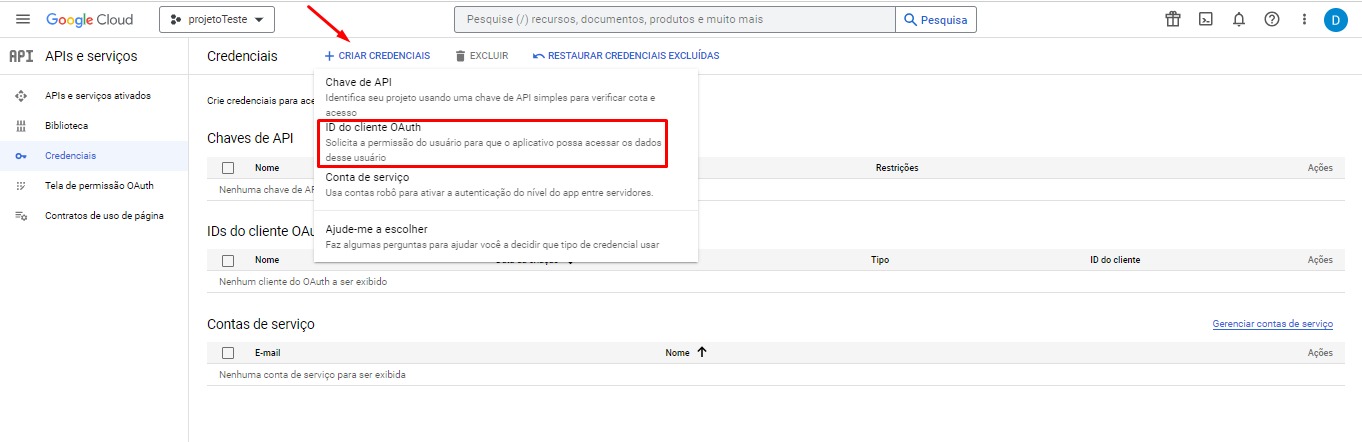 Google Cloud
projetoTeste
Pesquise (/) recursos, documentos, produtos e muito mais
Pesquisa
D
API
APIs e serviços
Credenciais
CRIAR CREDENCIAIS
EXCLUIR
RESTAURAR CREDENCIAIS EXCLUÍDAS
APIs e serviços ativados
Biblioteca
Credenciais
Tela de permissão OAuth
Contratos de uso de página
Crie credenciais para ace
Chave de API
Identifica seu projeto usando uma chave de API simples para verificar cota e
acesso
ID do cliente OAuth
Solicita a permissão do usuário para que o aplicativo possa acessar os dados
desse usuário
Conta de serviço
Usa contas robô para ativar a autenticação do nível do app entre servidores.
Ajude-me a escolher
Faz algumas perguntas para ajudar você a decidir que tipo de credencial usar
Chaves de API
Nome
Restrições
Ações
Nenhuma chave de AP
IDs do cliente OAu
Nome
Tipo
ID do cliente
Ações
Nenhum cliente do OAuth a ser exibido
Contas de serviço
Gerenciar contas de serviço
E-mail
Nome
Ações
Nenhuma conta de serviço para ser exibida